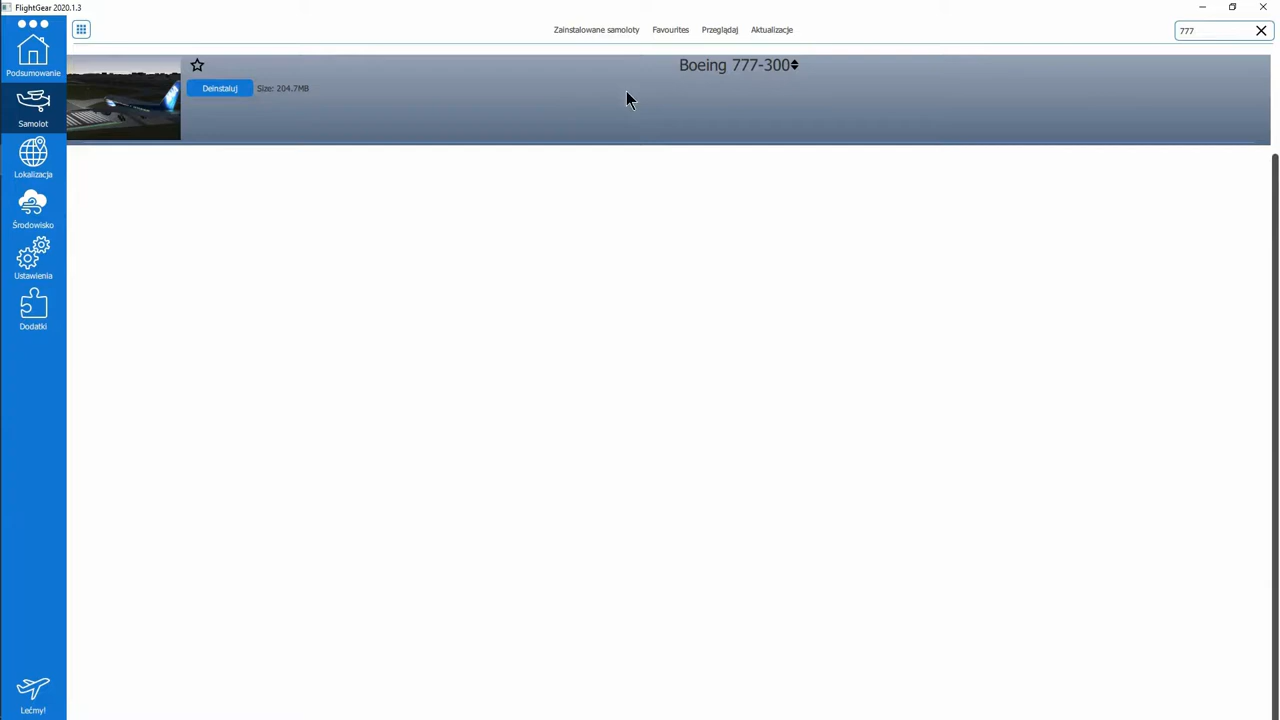 FlightGear 2020.1.3
Zainstalowane samoloty
Favourites
Przeglądaj
Aktualizacje
777
Podsumowanie
Samolot
Lokalizacja
Środowisko
Ustawienia
Dodatki
Lećmy!
Boeing 777-300
Deinstaluj
Size: 204.7MB